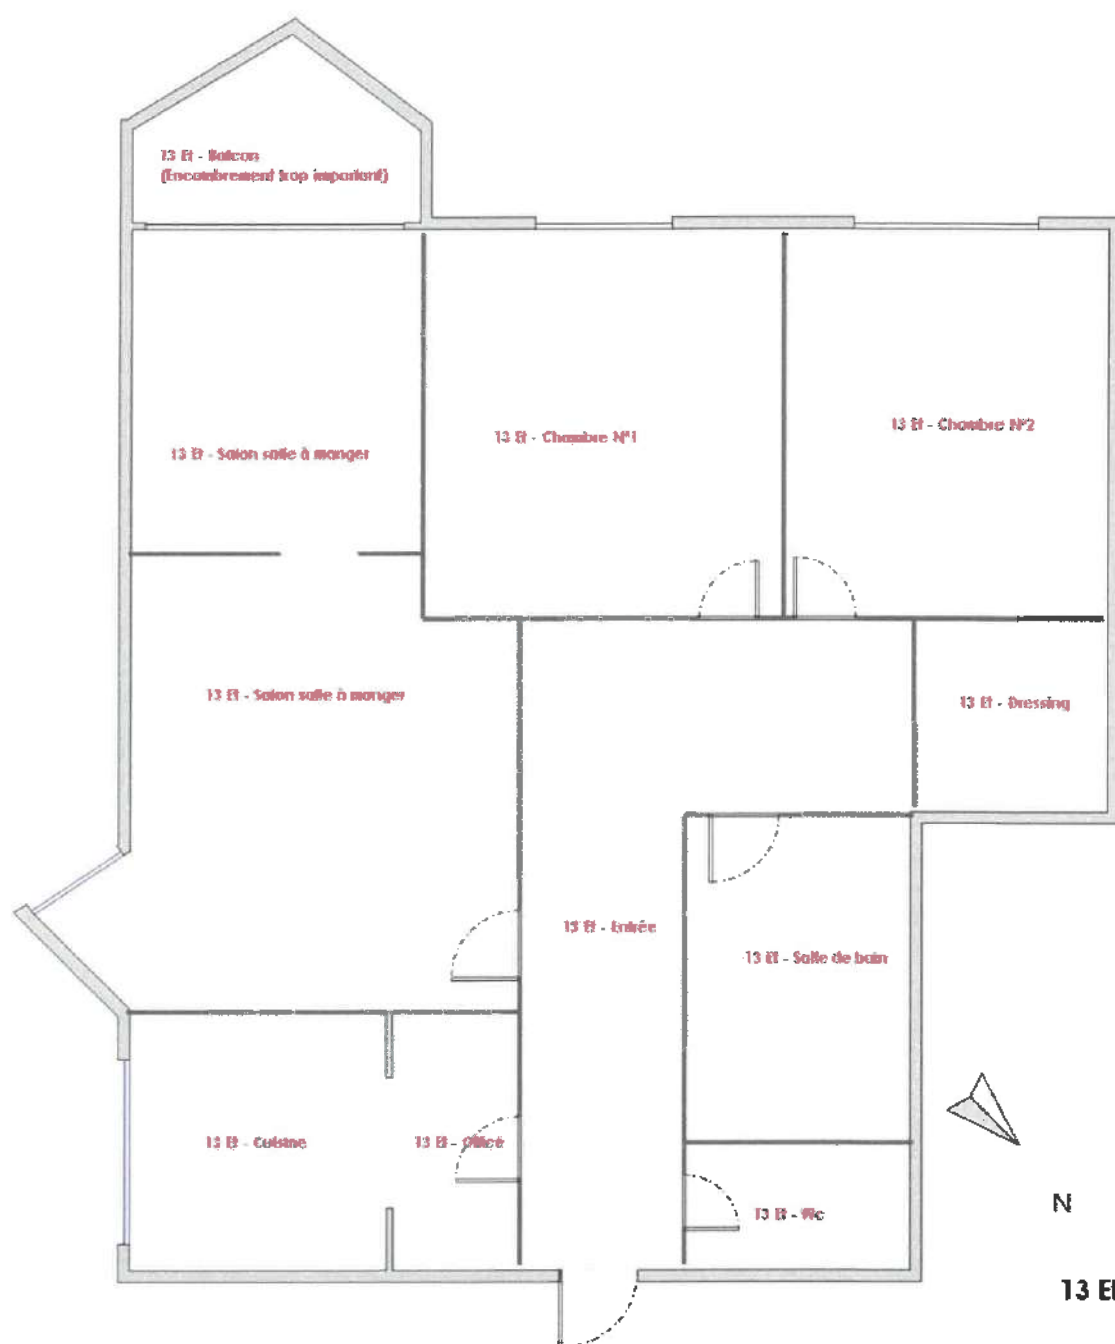 13 Et - Balcon
(Encombrement trop important)
13 Et - Salon salle à manger
13 Et - Chambre N°1
13 Et - Chambre N°2
13 Et - Salon salle à manger
13 Et - Dressing
13 Et - Entrée
13 Et - Salle de bain
13 Et - Cuisine
13 Et - Office
13 Et - Wc
N
13 Et